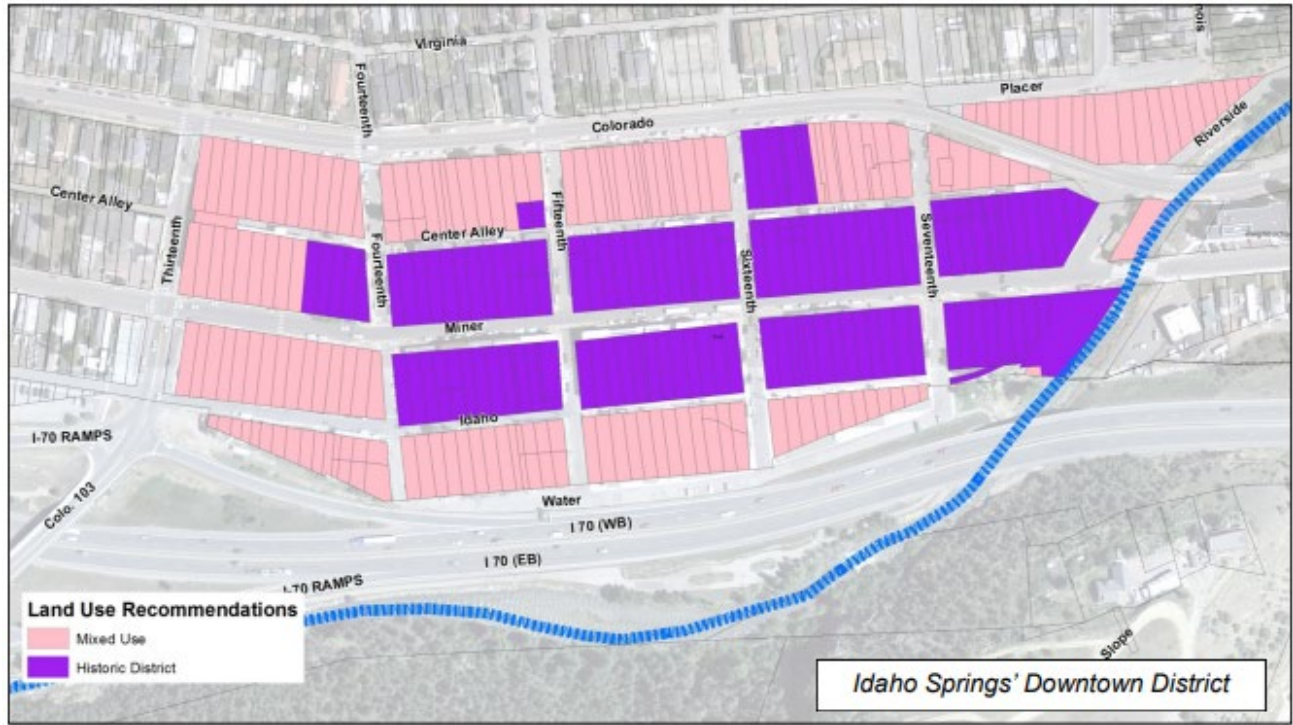 Virginia
nois
Fourteenth
Placer
Colorado
Riverside
Center Alley
Thirteenth
Fourteenth
Center Alley
Fifteenth
Sixteenth
Seventeenth
Miner
Idaho
I-70 RAMPS
Colo. 103
Water
I 70 (WB)
I 70 (EB)
I-70 RAMPS
Land Use Recommendations
Mixed Use
Historic District
Slope
Idaho Springs' Downtown District